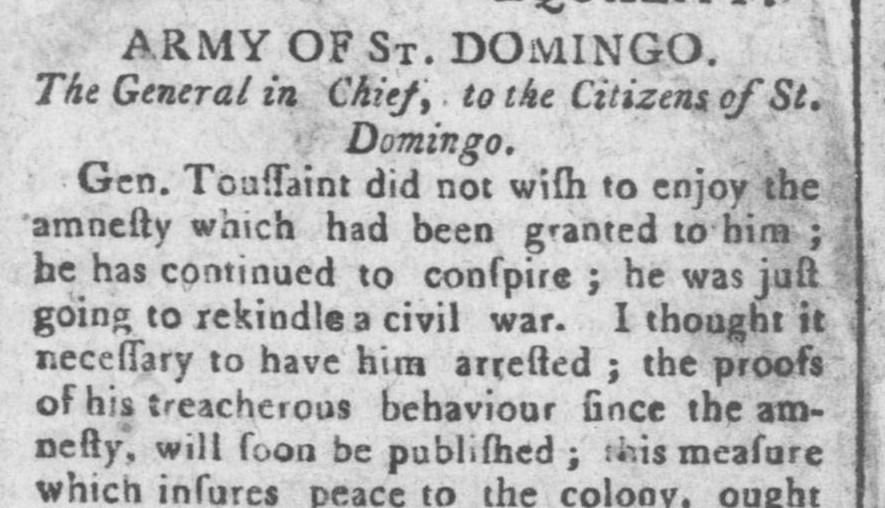 ARMY OF ST. DOMINGO.
The General in Chief, to the Citizens of St.
Domingo.
Gen. Touſſaint did not wiſh to enjoy the
amneſty which had been granted to him ;
he has continued to conſpire ; he was juſt
going to rekindle a civil war. I thought it
neceſſary to have him arreſted ; the proofs
of his treacherous behaviour ſince the am-
neſty, will ſoon be publiſhed ; this meaſure
which inſures peace to the colony, ought